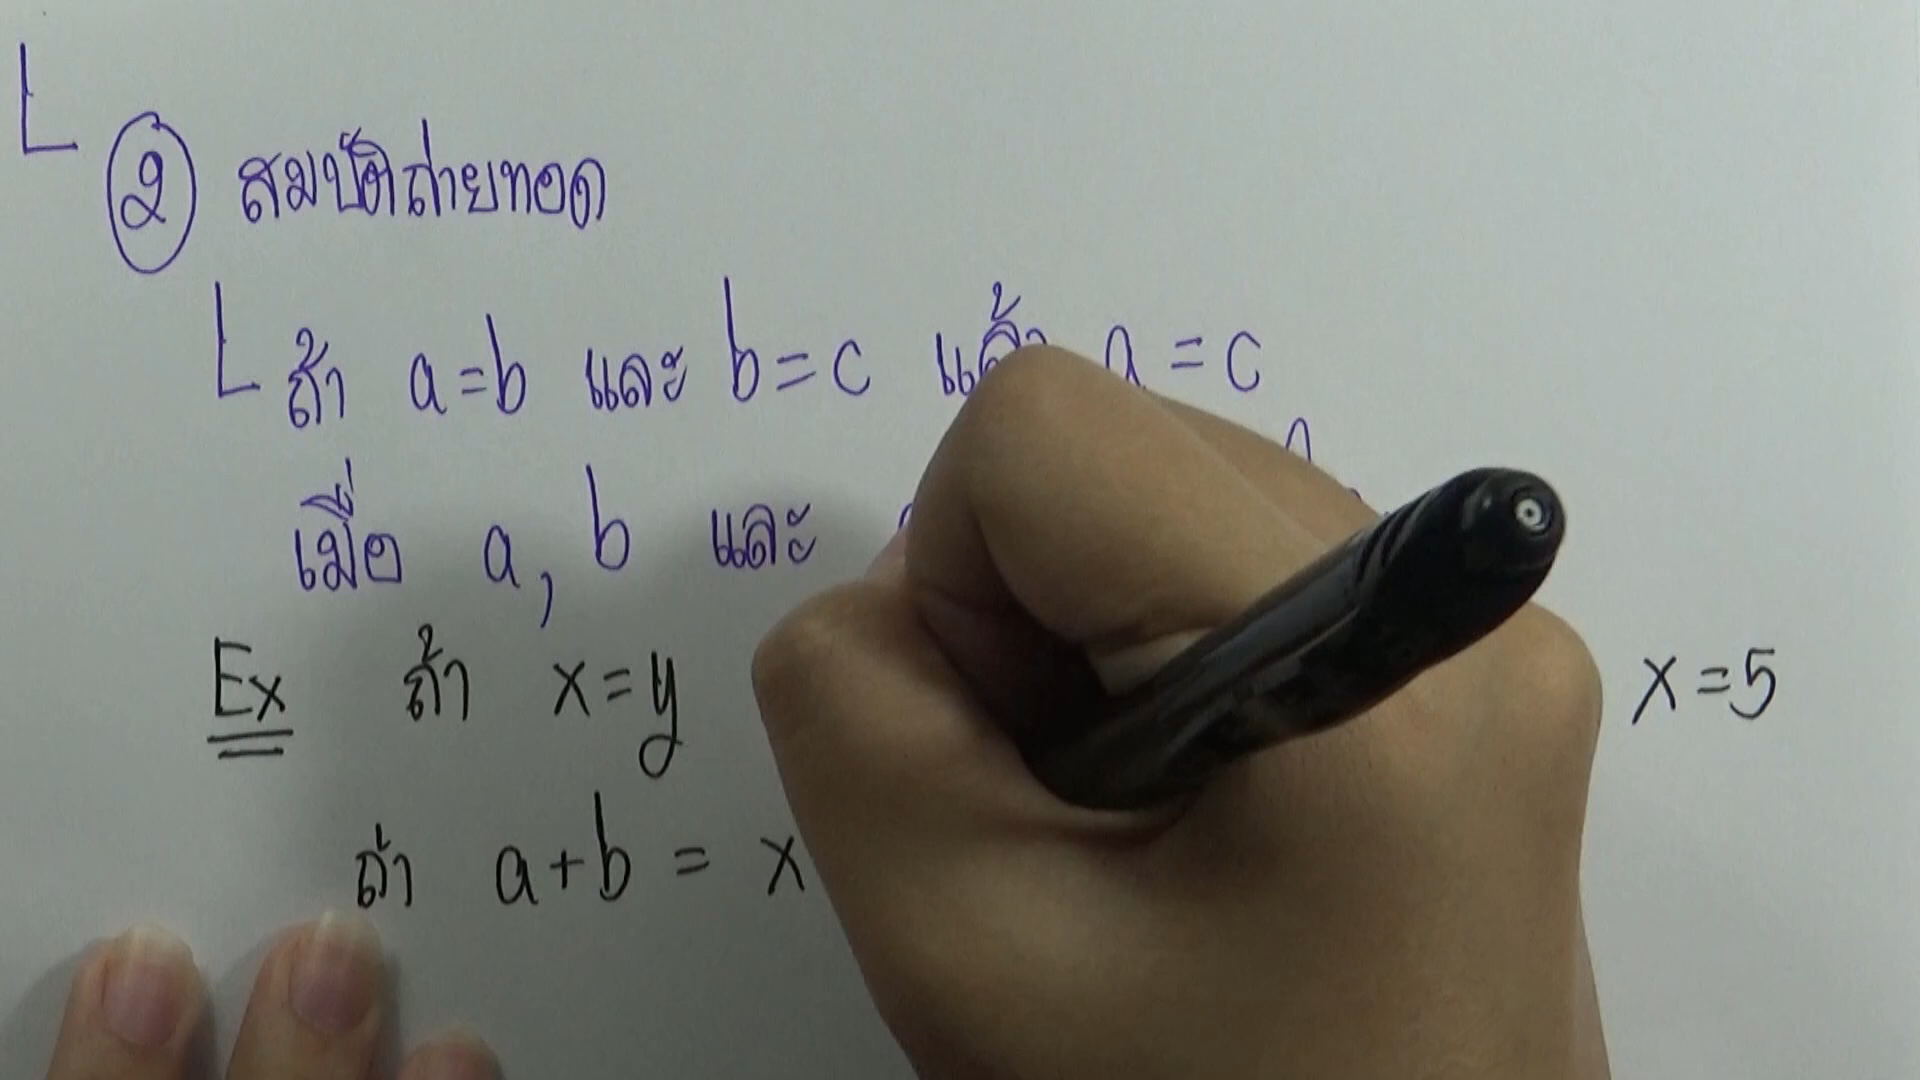 2 สมบัติถ่ายทอด
ถ้า a=b และ b=c แล้ว a=c
เมื่อ a, b และ
Ex ถ้า x=y x=5
ถ้า a+b = x